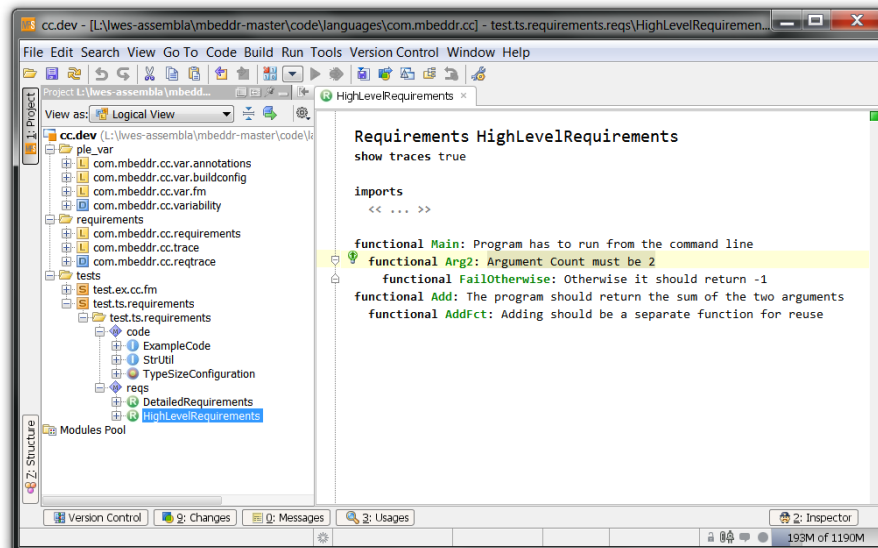 cc.dev - [L:\lwes-assembla\mbeddr-master\code\languages\com.mbeddr.cc] - test.ts.requirements.reqs\HighLevelRequiremen...
File Edit Search View Go To Code Build Run Tools Version Control Window Help
Project L:\lwes-assembla\mbedd...
HighLevelRequirements
1: Project
View as: Logical View
cc.dev (L:\lwes-assembla\mbeddr-master\code\la
ple_var
L com.mbeddr.cc.var.annotations
L com.mbeddr.cc.var.buildconfig
L com.mbeddr.cc.var.fm
D com.mbeddr.cc.variability
requirements
L com.mbeddr.cc.requirements
L com.mbeddr.cc.trace
D com.mbeddr.cc.reqtrace
tests
S test.ex.cc.fm
S test.ts.requirements
test.ts.requirements
M code
I ExampleCode
I StrUtil
TypeSizeConfiguration
M reqs
R DetailedRequirements
R HighLevelRequirements
Modules Pool
Requirements HighLevelRequirements
show traces true
imports
<< ... >>
functional Main: Program has to run from the command line
functional Arg2: Argument Count must be 2
functional FailOtherwise: Otherwise it should return -1
functional Add: The program should return the sum of the two arguments
functional AddFct: Adding should be a separate function for reuse
Z: Structure
Version Control 9: Changes 0: Messages 3: Usages 2: Inspector
193M of 1190M